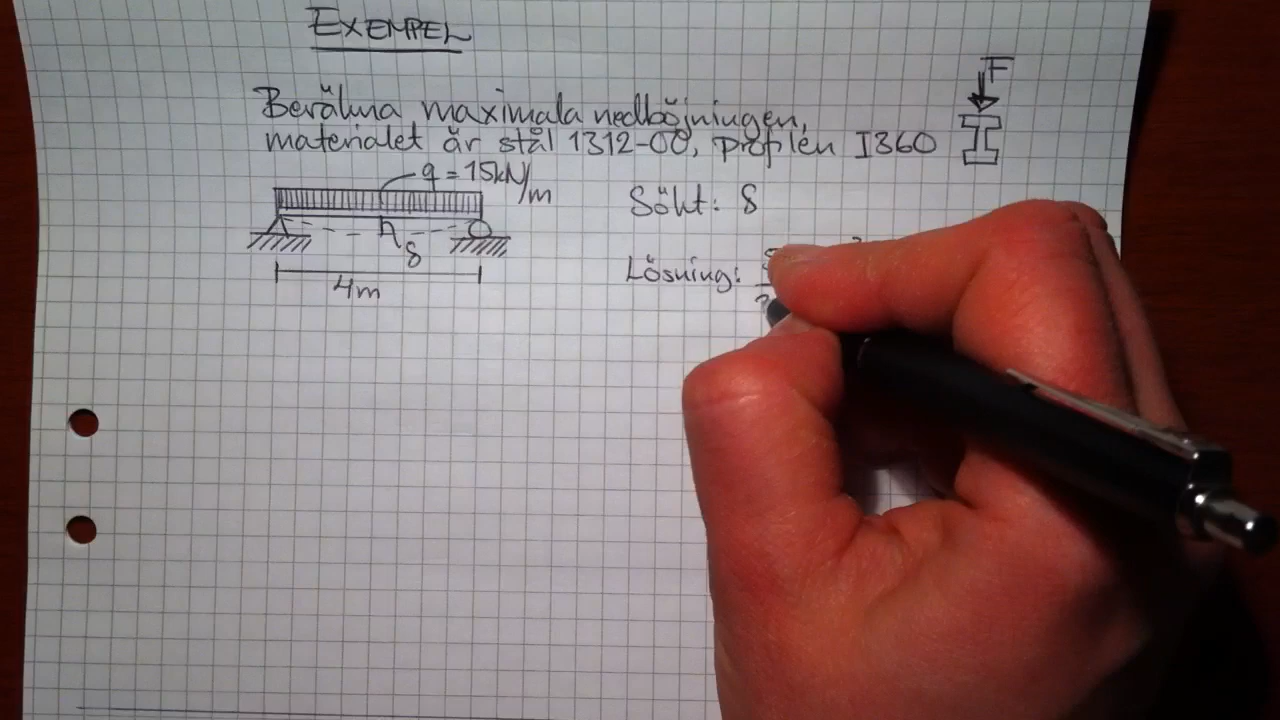 EXEMPEL
F
Beräkna maximala nedböjningen,
materialet är stål 1312-00, profilen I360
q = 15kN/m
Sökt: δ
δ
Lösning:
4m